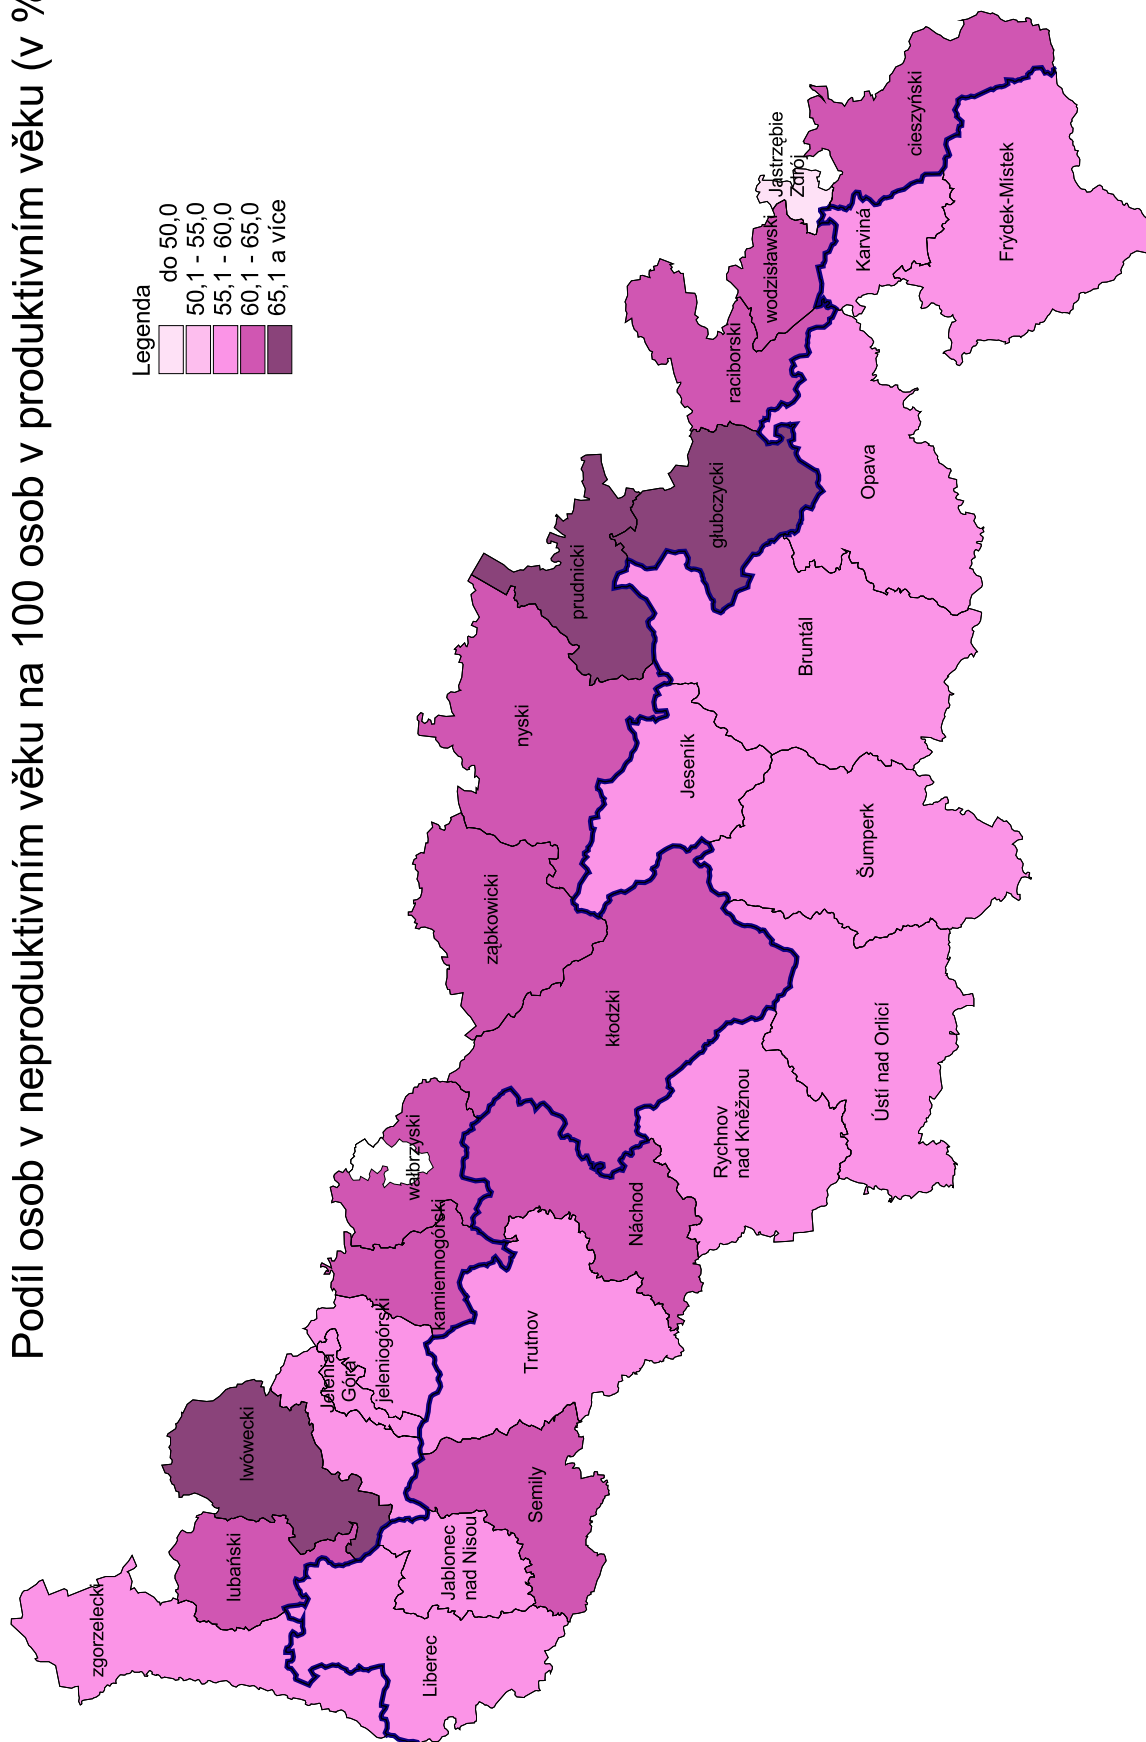 Podíl osob v neproduktivním věku na 100 osob v produktivním věku (v %
Legenda
do 50,0
50,1 - 55,0
55,1 - 60,0
60,1 - 65,0
65,1 a více
zgorzelecki
lubański
lwówecki
Jelenia
Góra
jeleniogórski
kamiennogórski
wałbrzyski
ząbkowicki
nyski
prudnicki
głubczycki
raciborski
wodzisławski
Jastrzębie
Zdrój
cieszyński
kłodzki
Liberec
Jablonec
nad Nisou
Semily
Trutnov
Náchod
Rychnov
nad Kněžnou
Ústí nad Orlicí
Šumperk
Jeseník
Bruntál
Opava
Karviná
Frýdek-Místek